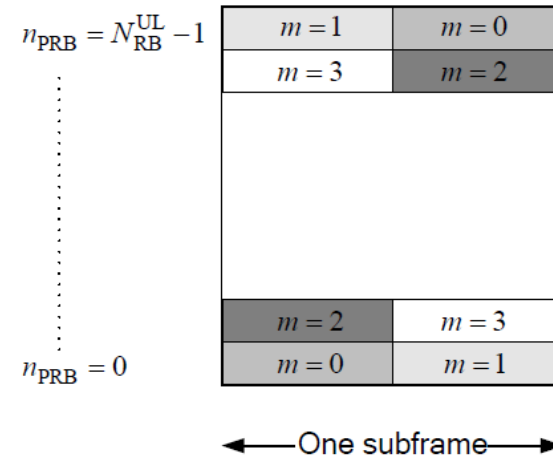 n_PRB = N_RB^UL − 1 m = 1 m = 0
m = 3 m = 2
m = 2 m = 3
n_PRB = 0 m = 0 m = 1
One subframe